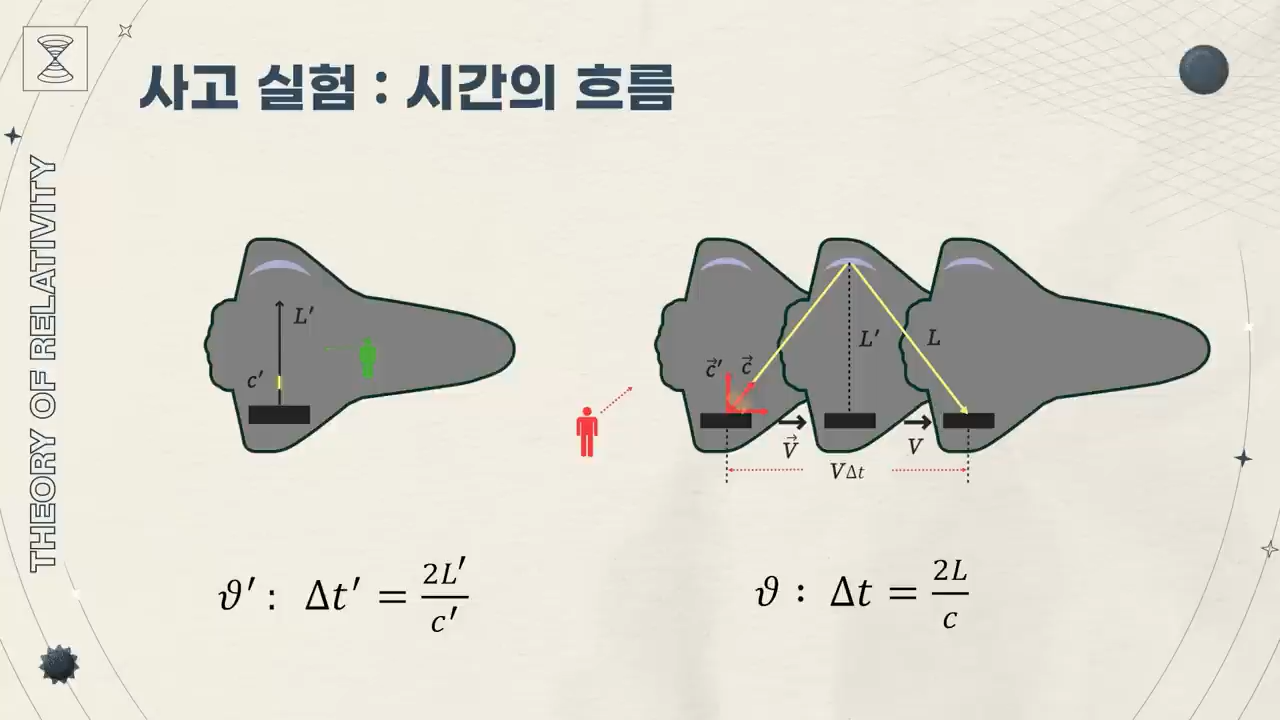 사고 실험 : 시간의 흐름
THEORY OF RELATIVITY
L′
c′
c⃗′
c⃗
L′
L
V⃗
V
VΔt
ϑ′ : Δt′ = 2L′/c′
ϑ : Δt = 2L/c